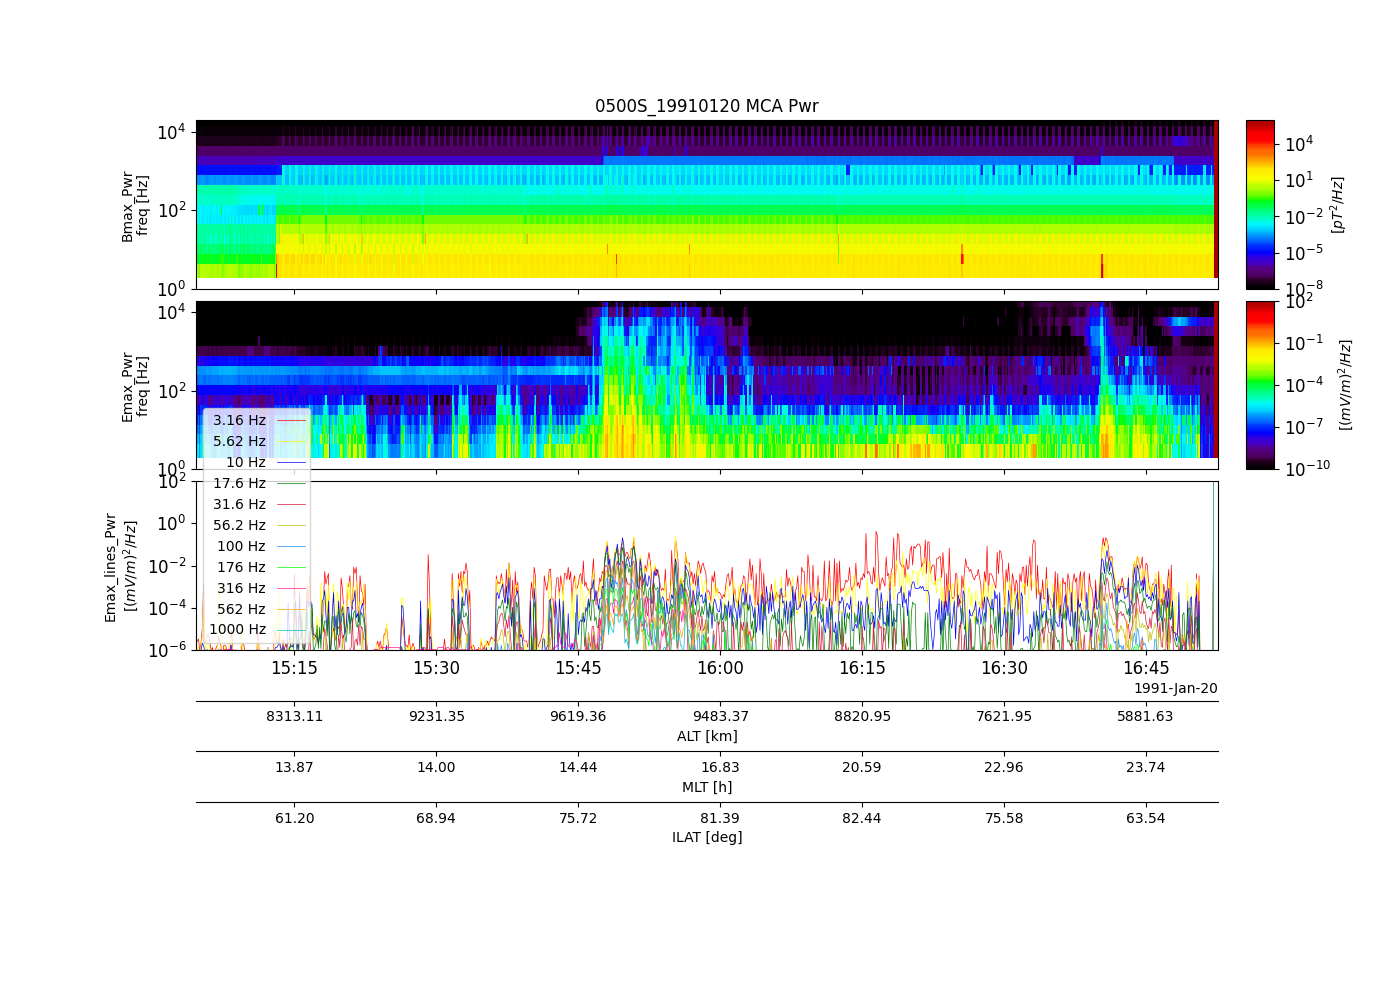 0500S_19910120 MCA Pwr
10^4
10^2
10^0
Bmax_Pwr
freq [Hz]
10^4
10^1
10^-2
10^-5
10^-8
[pT^2/Hz]
10^4
10^2
10^0
Emax_Pwr
freq [Hz]
10^2
10^-1
10^-4
10^-7
10^-10
[(mV/m)^2/Hz]
3.16 Hz
5.62 Hz
10 Hz
17.6 Hz
31.6 Hz
56.2 Hz
100 Hz
176 Hz
316 Hz
562 Hz
1000 Hz
10^2
10^0
10^-2
10^-4
10^-6
Emax_lines_Pwr
[(mV/m)^2/Hz]
15:15 15:30 15:45 16:00 16:15 16:30 16:45
1991-Jan-20
8313.11 9231.35 9619.36 9483.37 8820.95 7621.95 5881.63
ALT [km]
13.87 14.00 14.44 16.83 20.59 22.96 23.74
MLT [h]
61.20 68.94 75.72 81.39 82.44 75.58 63.54
ILAT [deg]